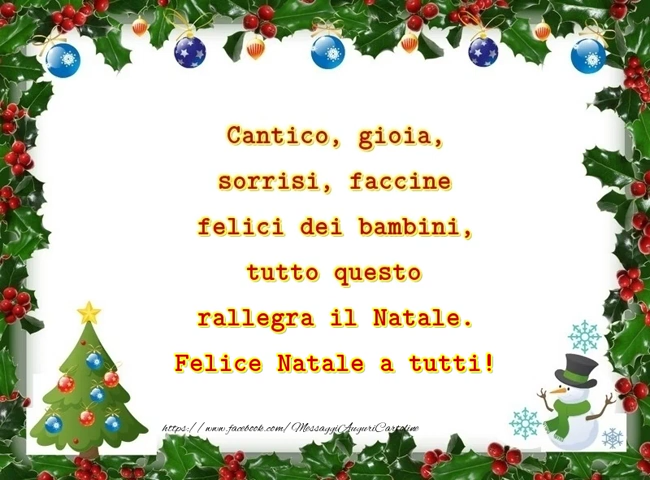 Cantico, gioia,
sorrisi, faccine
felici dei bambini,
tutto questo
rallegra il Natale.
Felice Natale a tutti!
https://www.facebook.com/MessaggiAuguriCartoline